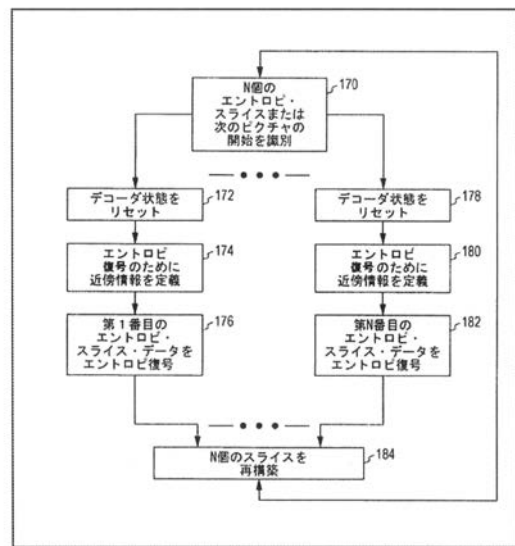 N個の
エントロピ・
スライスまたは
次のピクチャの
開始を識別
170
デコーダ状態を
リセット
172
デコーダ状態を
リセット
178
エントロピ
復号のために
近傍情報を定義
174
エントロピ
復号のために
近傍情報を定義
180
第1番目の
エントロピ・
スライス・データを
エントロピ復号
176
第N番目の
エントロピ・
スライス・データを
エントロピ復号
182
N個のスライスを
再構築
184